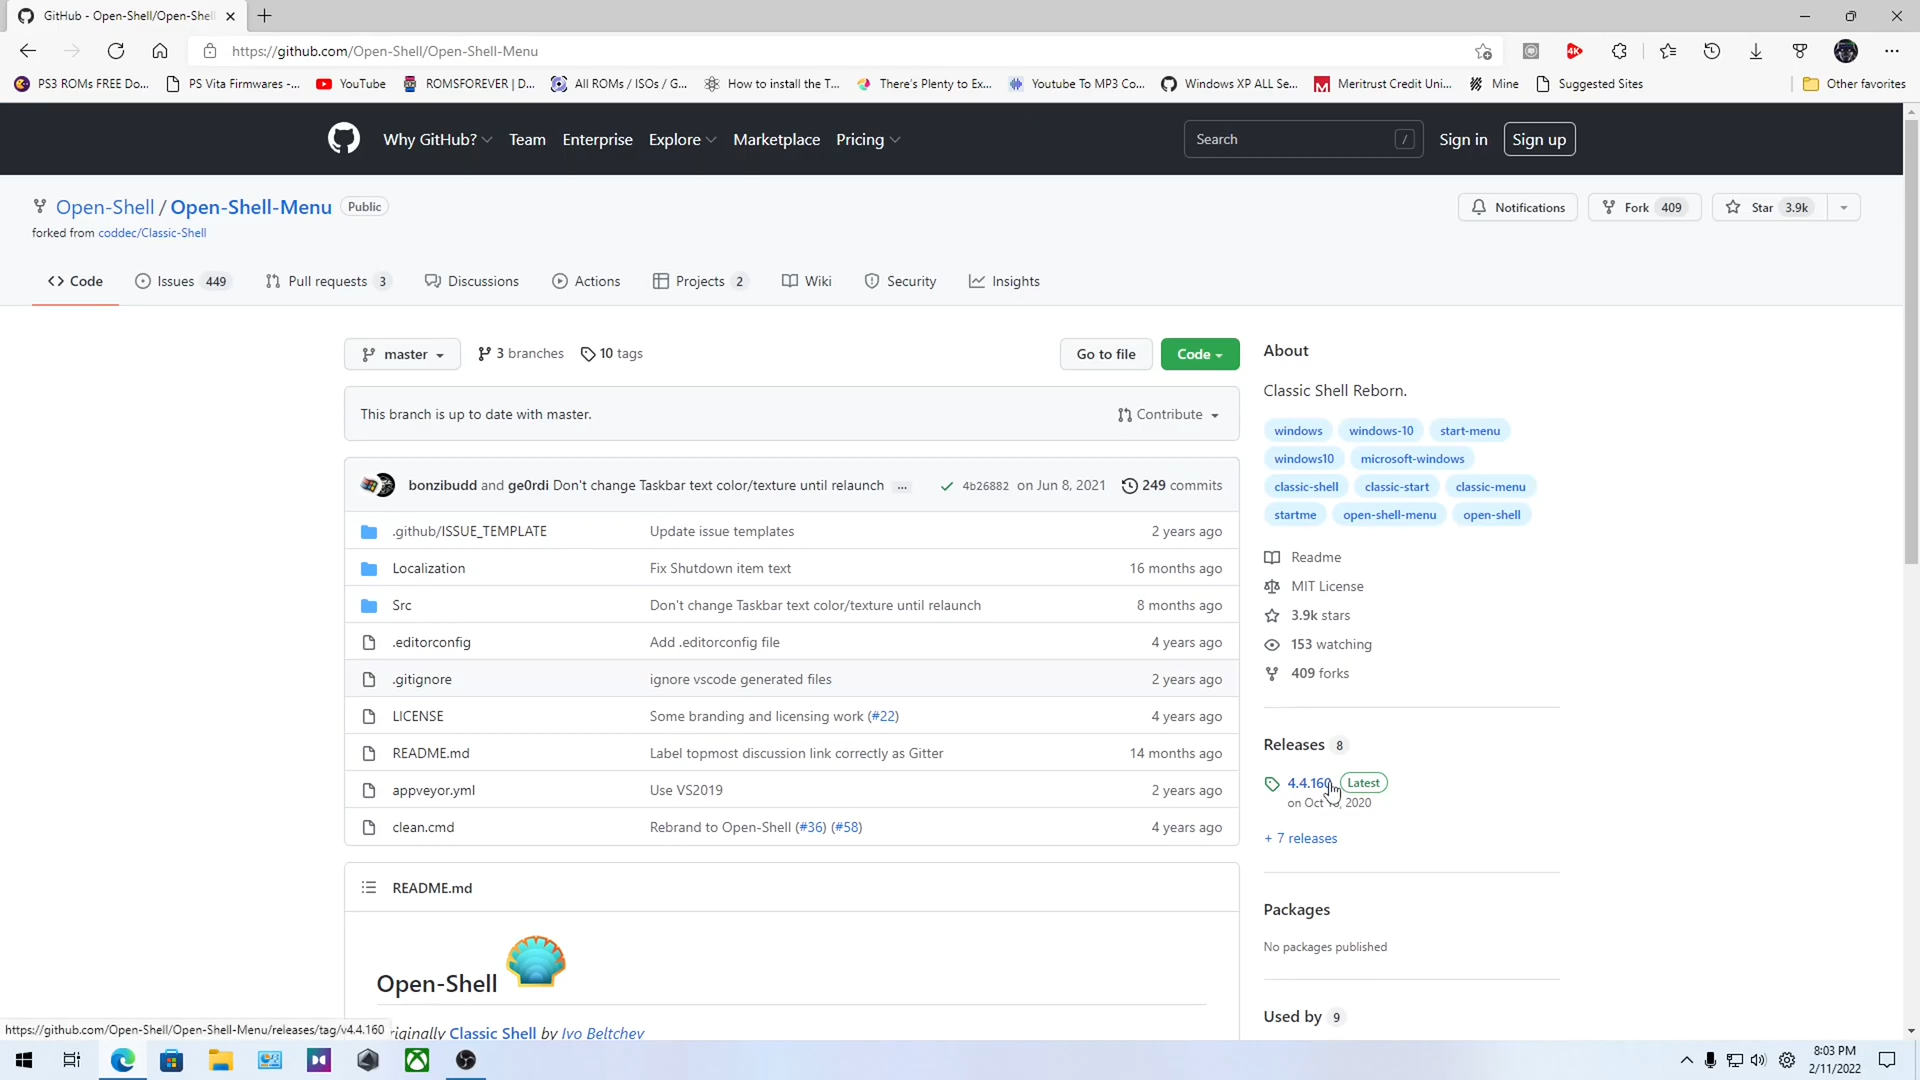 GitHub - Open-Shell/Open-Shell
https://github.com/Open-Shell/Open-Shell-Menu
4K
PS3 ROMs FREE Do...
PS Vita Firmwares -...
YouTube
ROMSFOREVER | D...
All ROMs / ISOs / G...
How to install the T...
There's Plenty to Ex...
Youtube To MP3 Co...
Windows XP ALL Se...
Meritrust Credit Uni...
Mine
Suggested Sites
Other favorites
Why GitHub?
Team
Enterprise
Explore
Marketplace
Pricing
Search
/
Sign in
Sign up
Open-Shell / Open-Shell-Menu Public
Notifications
Fork 409
Star 3.9k
forked from coddec/Classic-Shell
Code
Issues 449
Pull requests 3
Discussions
Actions
Projects 2
Wiki
Security
Insights
master
3 branches
10 tags
Go to file
Code
This branch is up to date with master.
Contribute
bonzibudd and ge0rdi Don't change Taskbar text color/texture until relaunch ...
4b26882 on Jun 8, 2021
249 commits
.github/ISSUE_TEMPLATE Update issue templates 2 years ago
Localization Fix Shutdown item text 16 months ago
Src Don't change Taskbar text color/texture until relaunch 8 months ago
.editorconfig Add .editorconfig file 4 years ago
.gitignore ignore vscode generated files 2 years ago
LICENSE Some branding and licensing work (#22) 4 years ago
README.md Label topmost discussion link correctly as Gitter 14 months ago
appveyor.yml Use VS2019 2 years ago
clean.cmd Rebrand to Open-Shell (#36) (#58) 4 years ago
README.md
Open-Shell
Classic Shell by Ivo Beltchev
About
Classic Shell Reborn.
windows windows-10 start-menu
windows10 microsoft-windows
classic-shell classic-start classic-menu
startme open-shell-menu open-shell
Readme
MIT License
3.9k stars
153 watching
409 forks
Releases 8
4.4.160 Latest
on Oct 2020
+ 7 releases
Packages
No packages published
Used by 9
https://github.com/Open-Shell/Open-Shell-Menu/releases/tag/v4.4.160
8:03 PM
2/11/2022